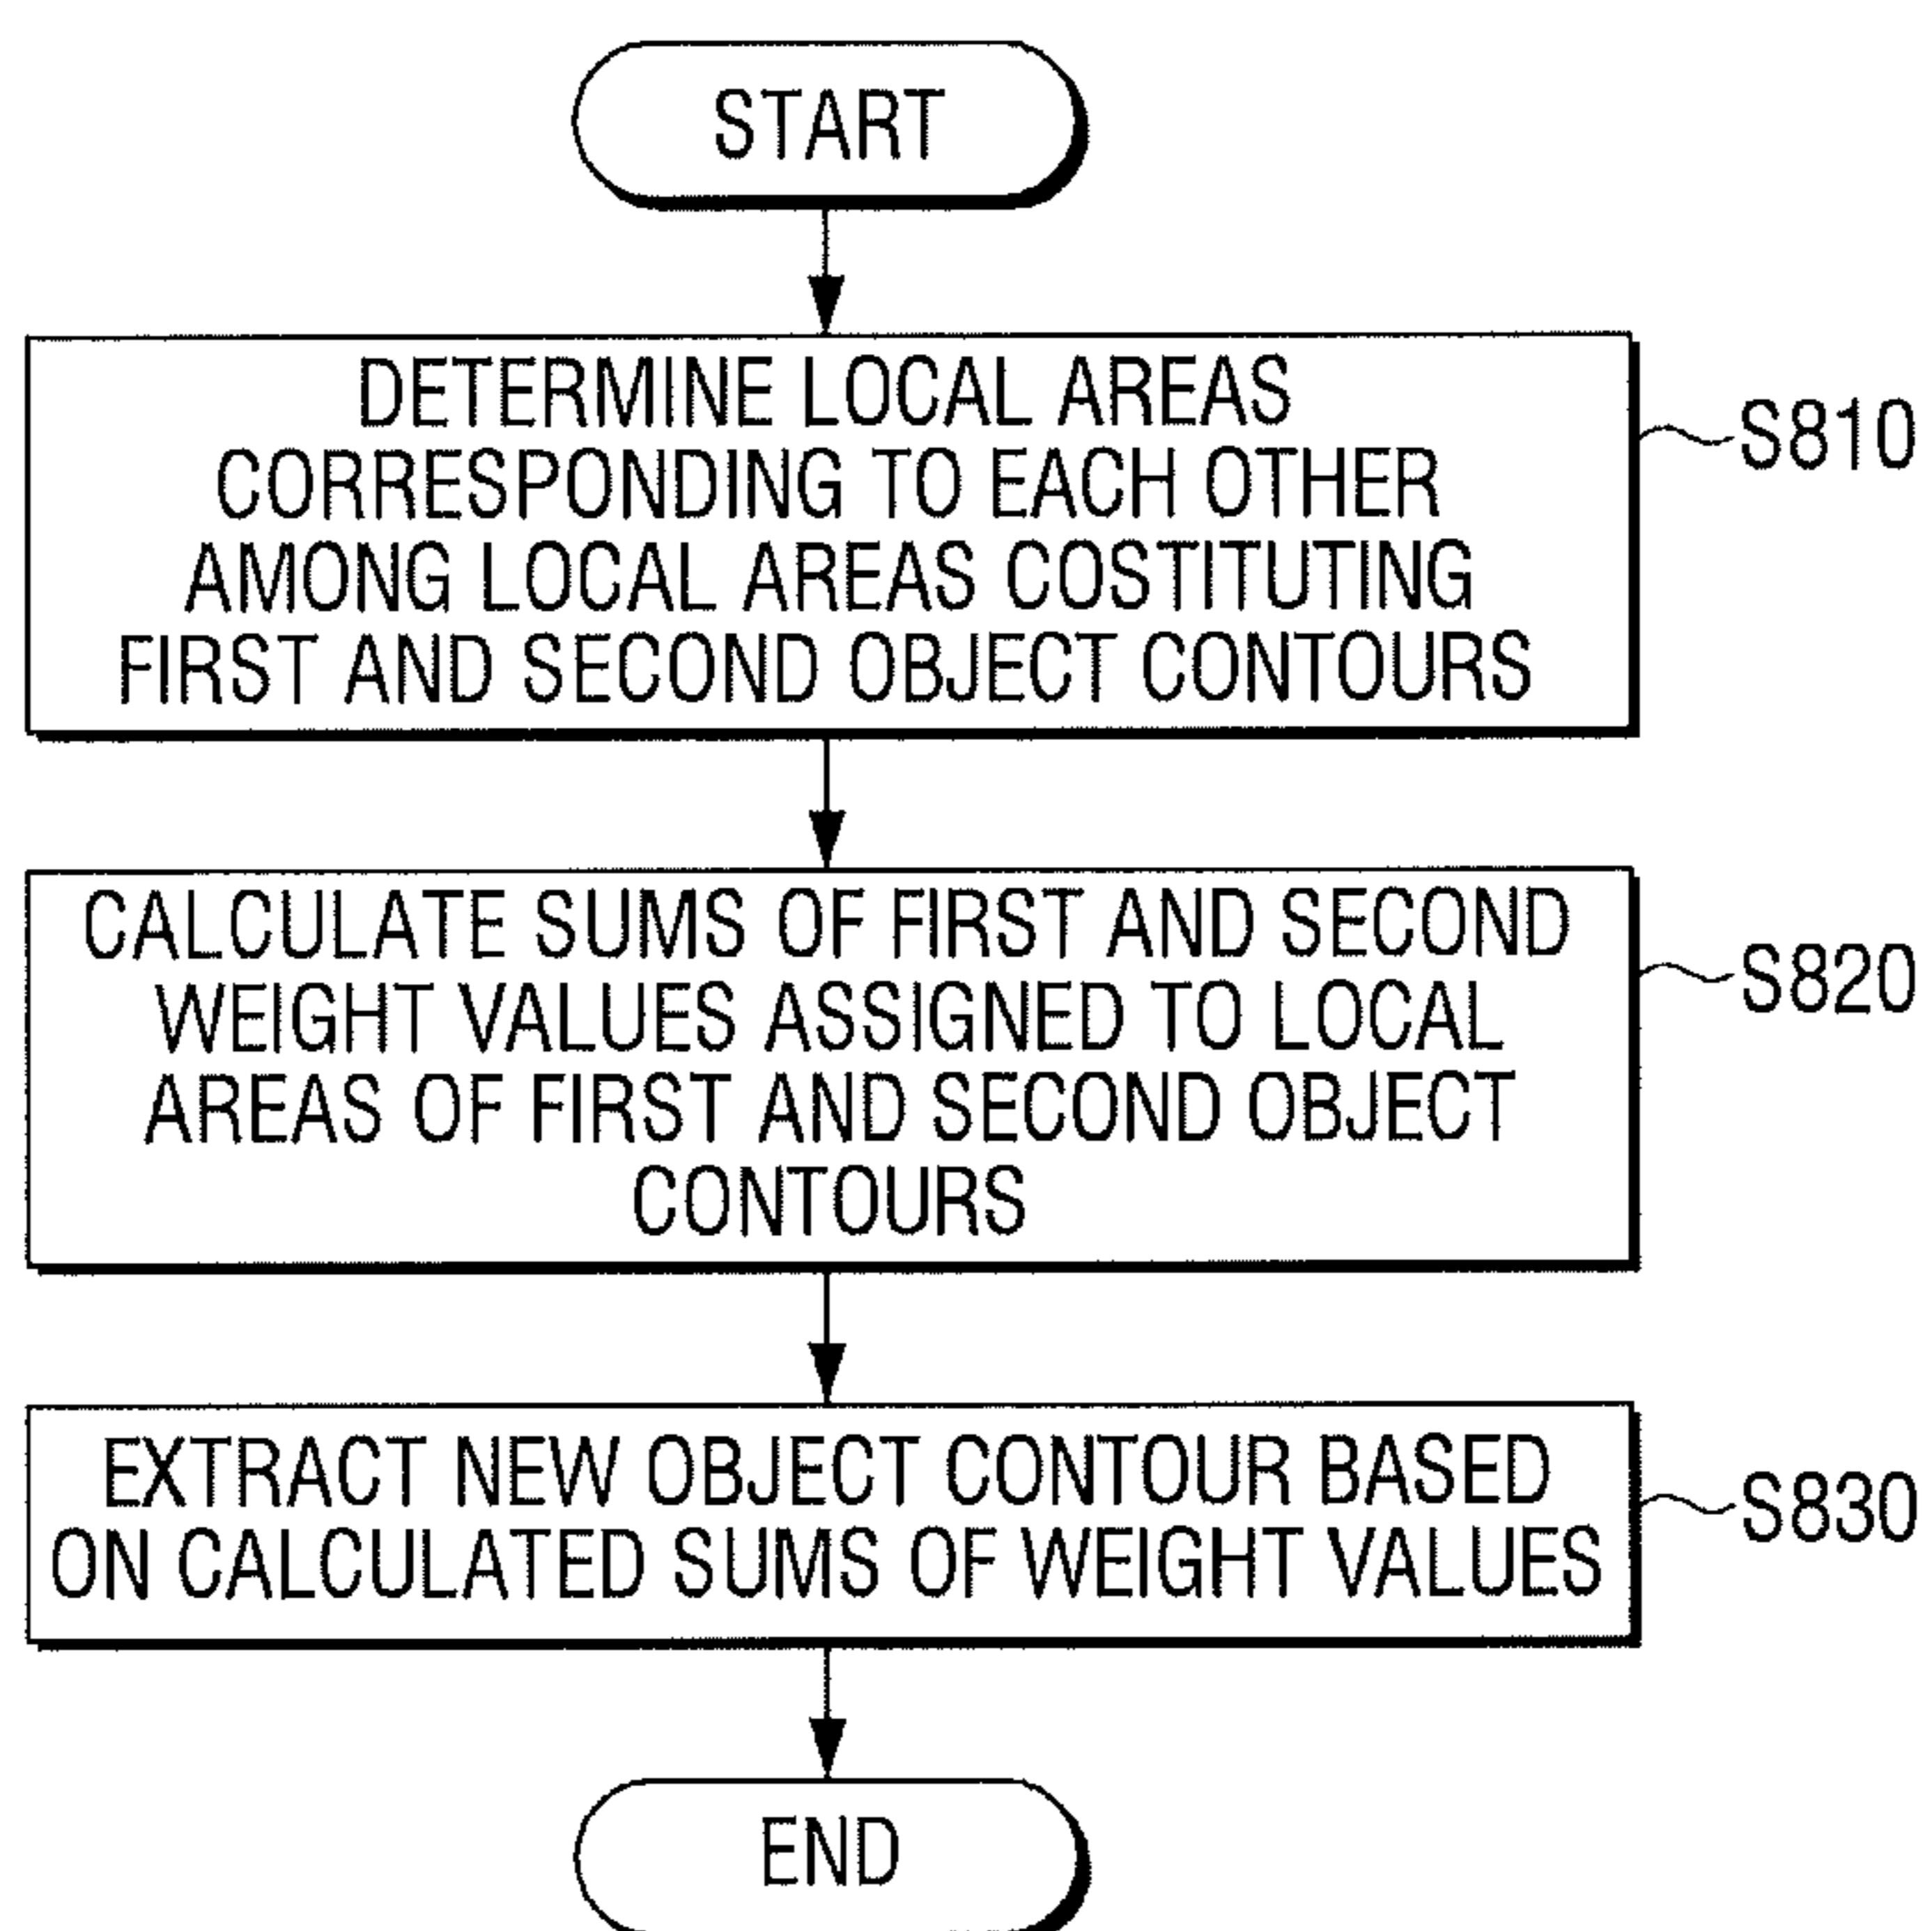 START
DETERMINE LOCAL AREAS
CORRESPONDING TO EACH OTHER
AMONG LOCAL AREAS COSTITUTING
FIRST AND SECOND OBJECT CONTOURS
S810
CALCULATE SUMS OF FIRST AND SECOND
WEIGHT VALUES ASSIGNED TO LOCAL
AREAS OF FIRST AND SECOND OBJECT
CONTOURS
S820
EXTRACT NEW OBJECT CONTOUR BASED
ON CALCULATED SUMS OF WEIGHT VALUES
S830
END